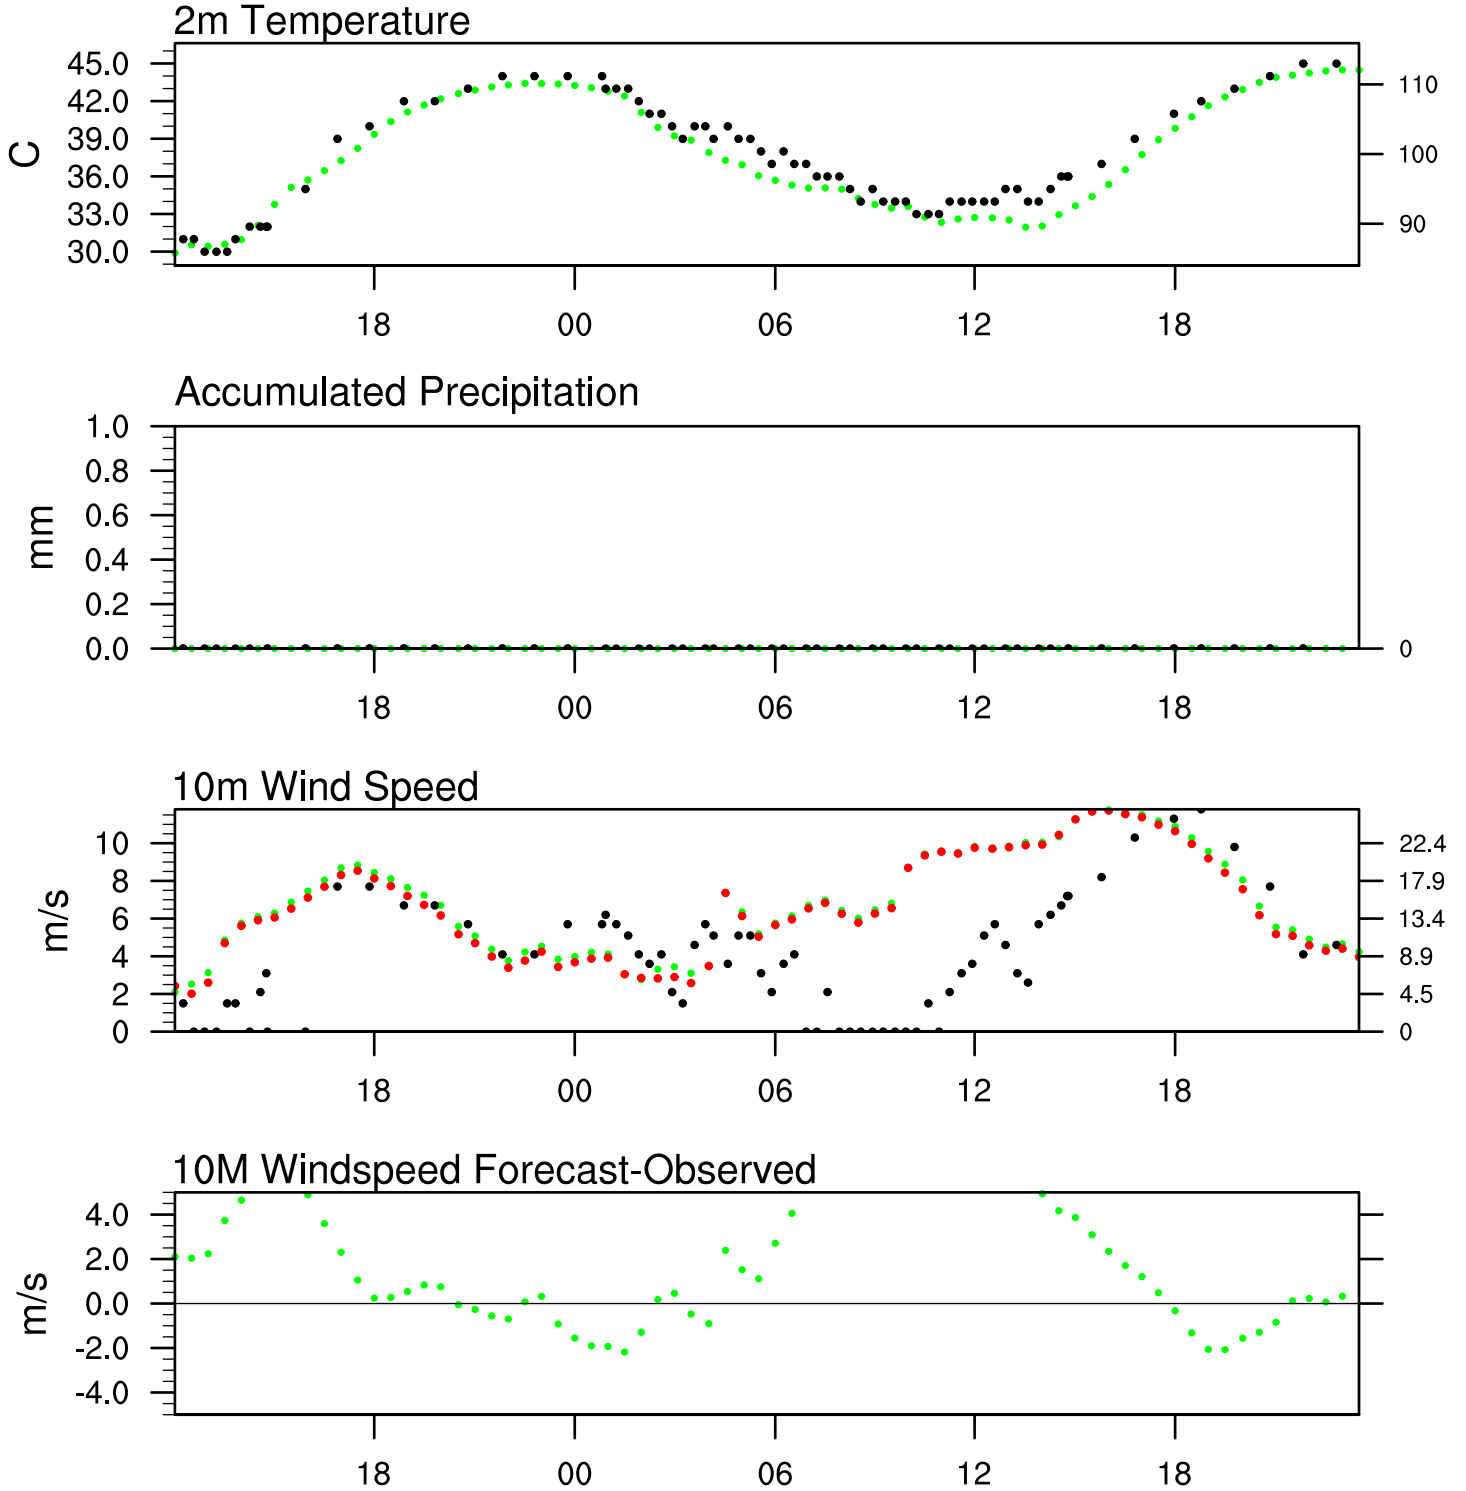 2m Temperature
45.0
42.0
39.0
36.0
33.0
30.0
C
110
100
90
18 00 06 12 18
Accumulated Precipitation
1.0
0.8
0.6
0.4
0.2
0.0
mm
0
18 00 06 12 18
10m Wind Speed
10
8
6
4
2
0
m/s
22.4
17.9
13.4
8.9
4.5
0
18 00 06 12 18
10M Windspeed Forecast-Observed
4.0
2.0
0.0
-2.0
-4.0
m/s
18 00 06 12 18